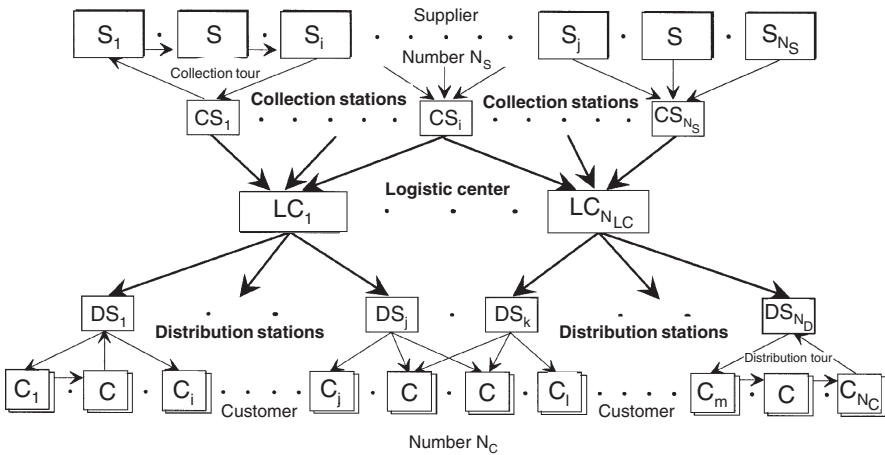 Supplier
S1 S Si Sj S SNS
Number NS
Collection tour
Collection stations Collection stations
CS1 CSi CSNS
Logistic center
LC1 LCNLC
DS1 DSj DSk DSND
Distribution stations Distribution stations
Distribution tour
C1 C Ci Cj C C Cl Cm C CNC
Customer Customer
Number NC